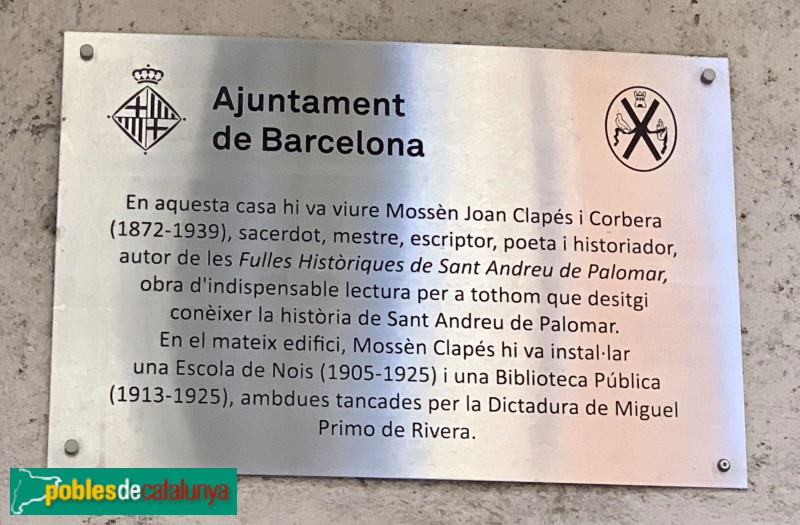 Ajuntament
de Barcelona
En aquesta casa hi va viure Mossèn Joan Clapés i Corbera
(1872-1939), sacerdot, mestre, escriptor, poeta i historiador,
autor de les Fulles Històriques de Sant Andreu de Palomar,
obra d'indispensable lectura per a tothom que desitgi
conèixer la història de Sant Andreu de Palomar.
En el mateix edifici, Mossèn Clapés hi va instal·lar
una Escola de Nois (1905-1925) i una Biblioteca Pública
(1913-1925), ambdues tancades per la Dictadura de Miguel
Primo de Rivera.
poblesdecatalunya